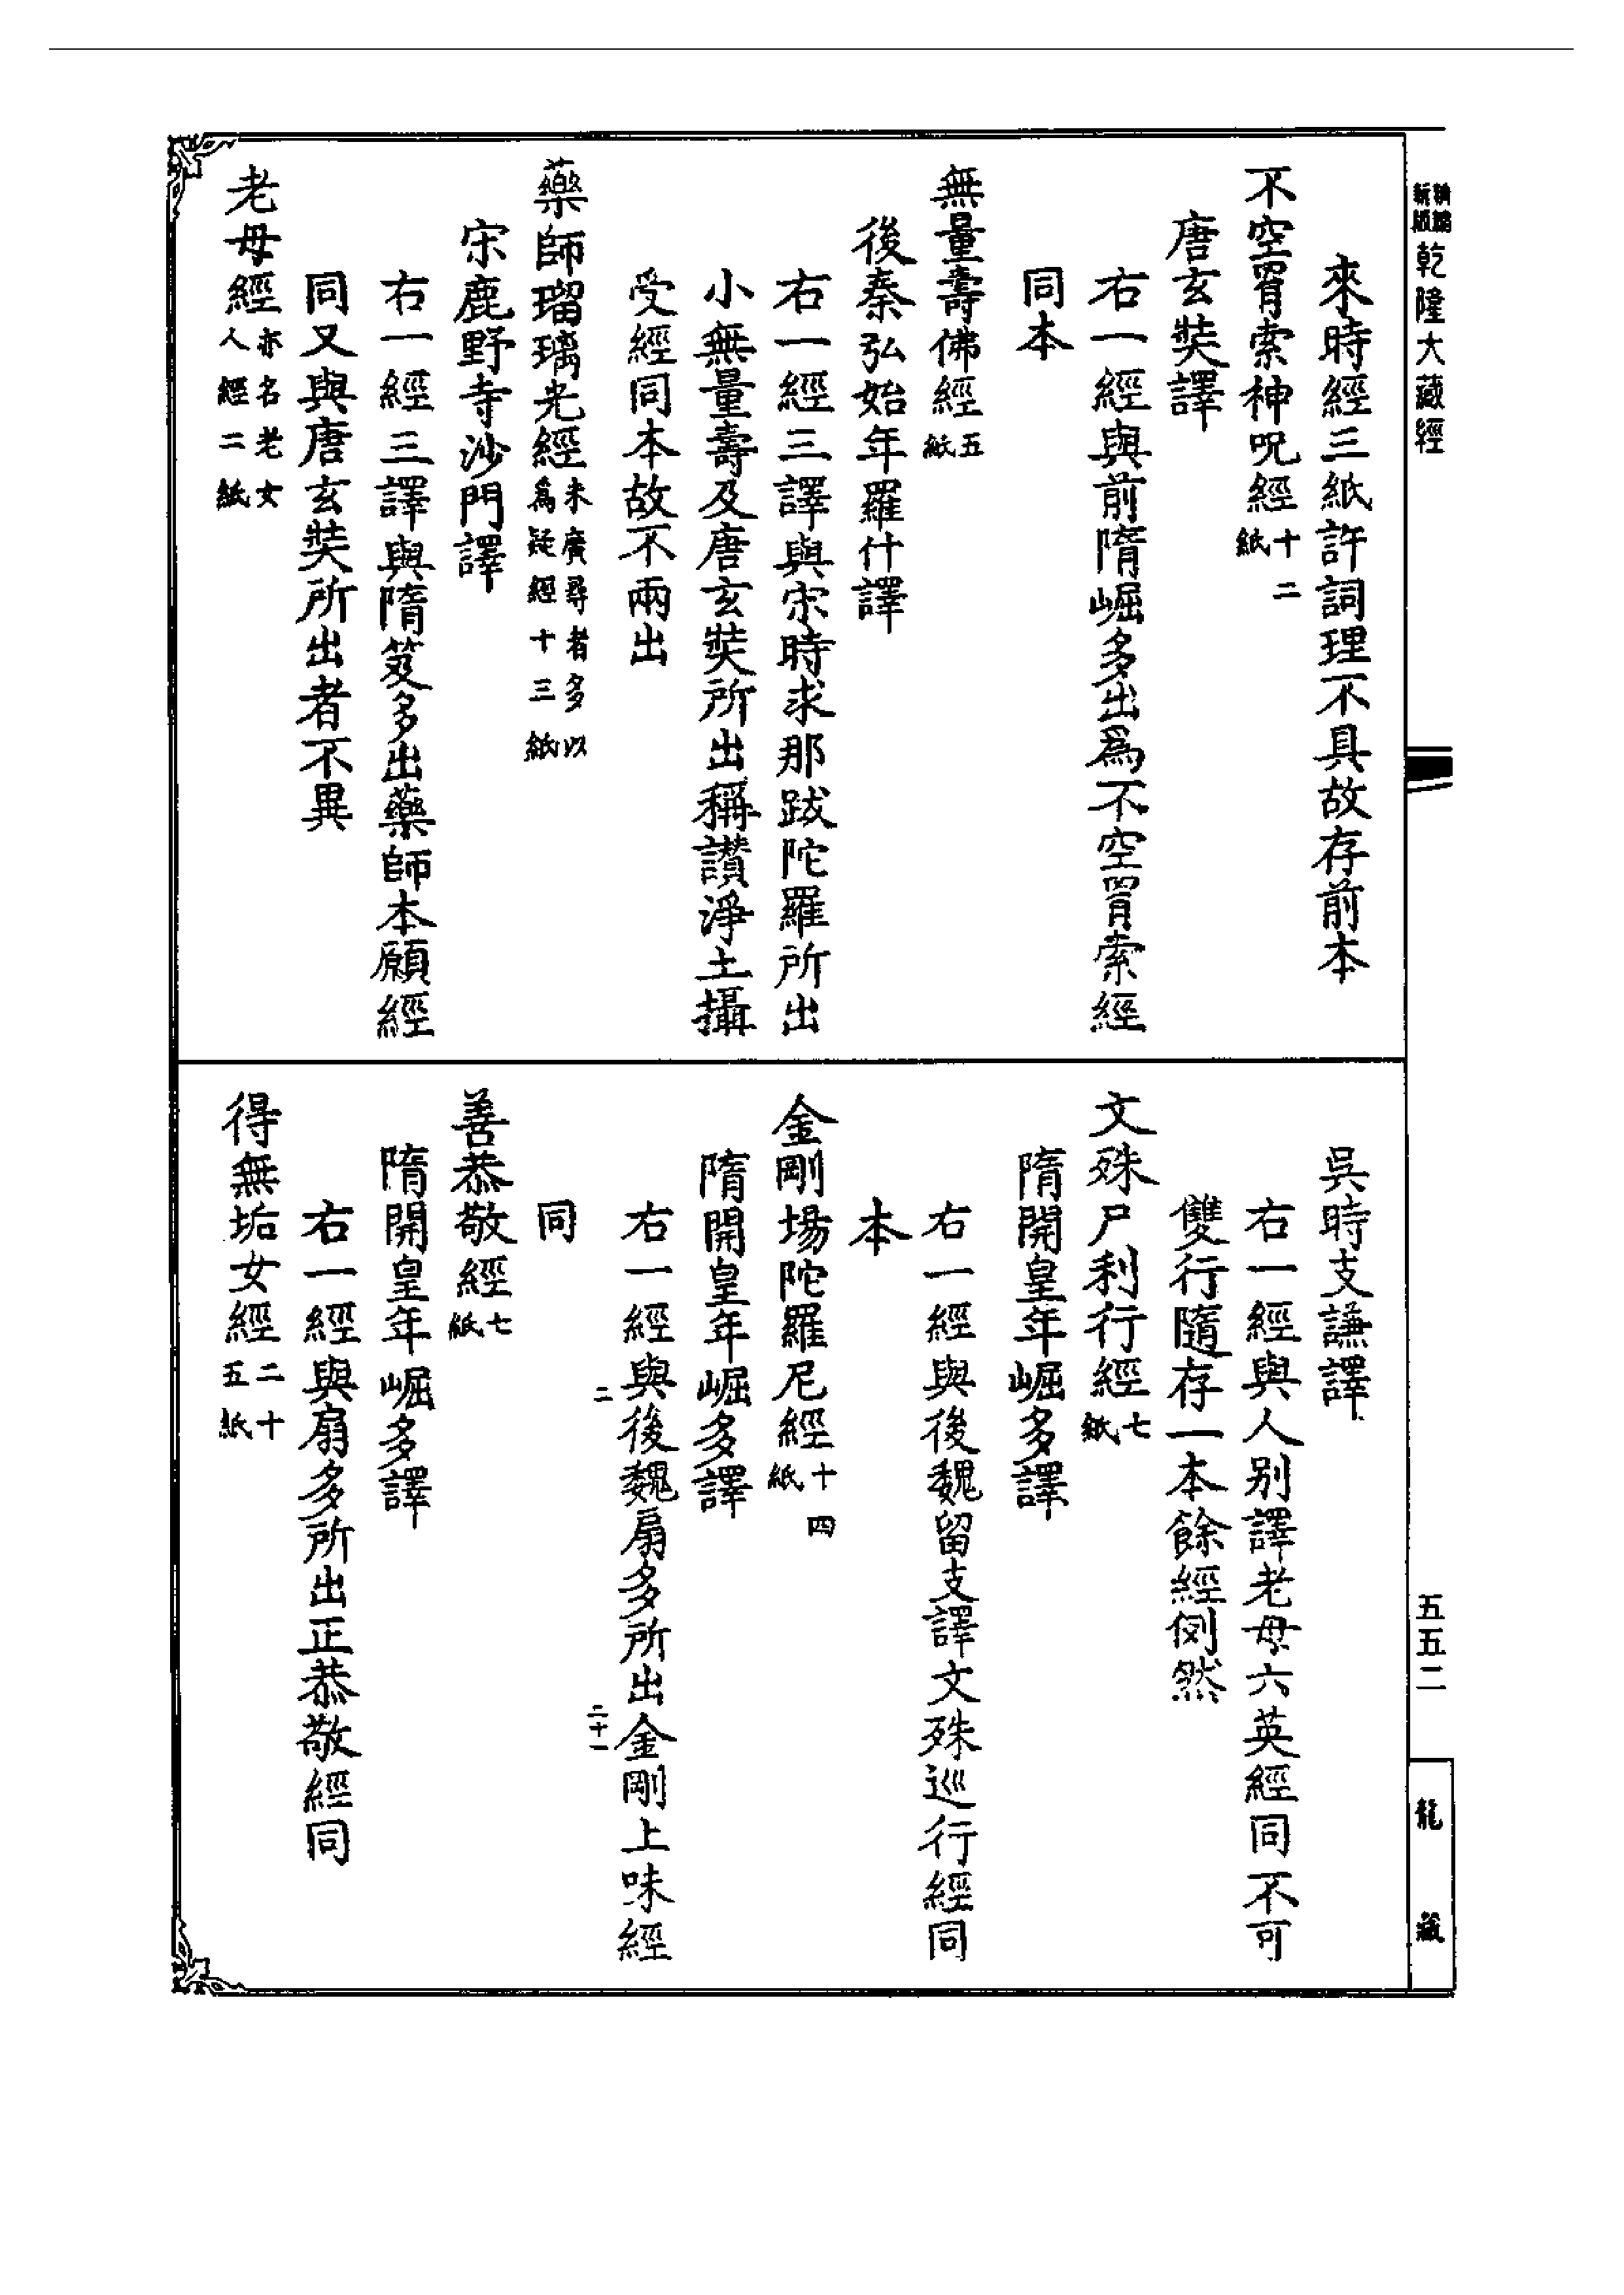 來時經三紙許詞理不具故存前本
不空罥索神呪經十二紙
唐玄奘譯
右一經與前隋崛多出爲不空罥索經
同本
無量壽佛經五紙
後秦弘始年羅什譯
右一經三譯與宋時求那跋陀羅所出
小無量壽及唐玄奘所出稱讃淨土攝
受經同本故不兩出
藥師瑠璃光經未廣尋者多以爲疑經十三紙
宋鹿野寺沙門譯
右一經三譯與隋笈多出藥師本願經
同又與唐玄奘所出者不異
老母經亦名老女人經二紙
吳時支謙譯
右一經與人别譯老母六英經同不可
雙行隨存一本餘經例然
文殊尸利行經七紙
隋開皇年崛多譯
右一經與後魏留支譯文殊巡行經同
本
金剛場陀羅尼經十四紙
隋開皇年崛多譯
右一經與後魏扇多所出金剛上味經
二 二十一
同
善恭敬經七紙
隋開皇年崛多譯
右一經與扇多所出正恭敬經同
得無垢女經二十五紙
乾隆大藏經
五五二
龍藏